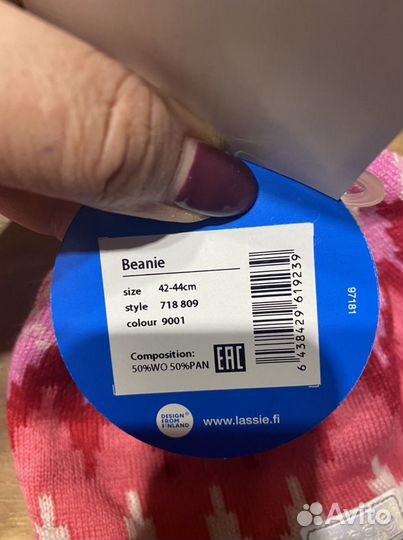 Beanie
size 42-44cm
style 718 809
colour 9001
Composition:
50%WO 50%PAN
EAC
6 438429 619239
97181
DESIGN
FROM
FINLAND
www.lassie.fi
Avito